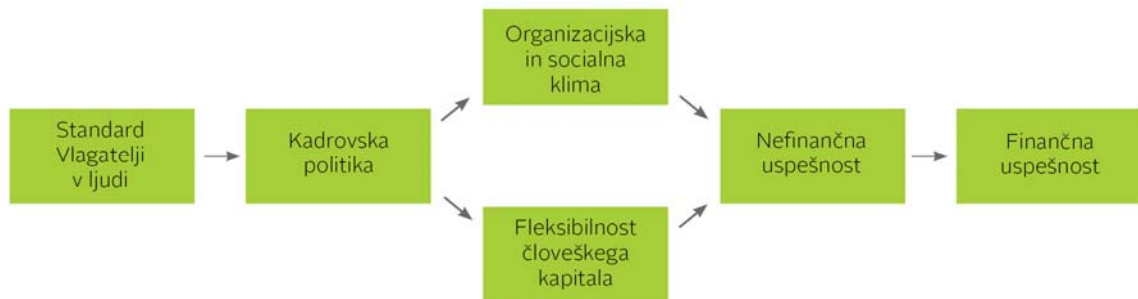 Standard
Vlagatelji
v ljudi
Kadrovska
politika
Organizacijska
in socialna
klima
Fleksibilnost
človeškega
kapitala
Nefinančna
uspešnost
Finančna
uspešnost